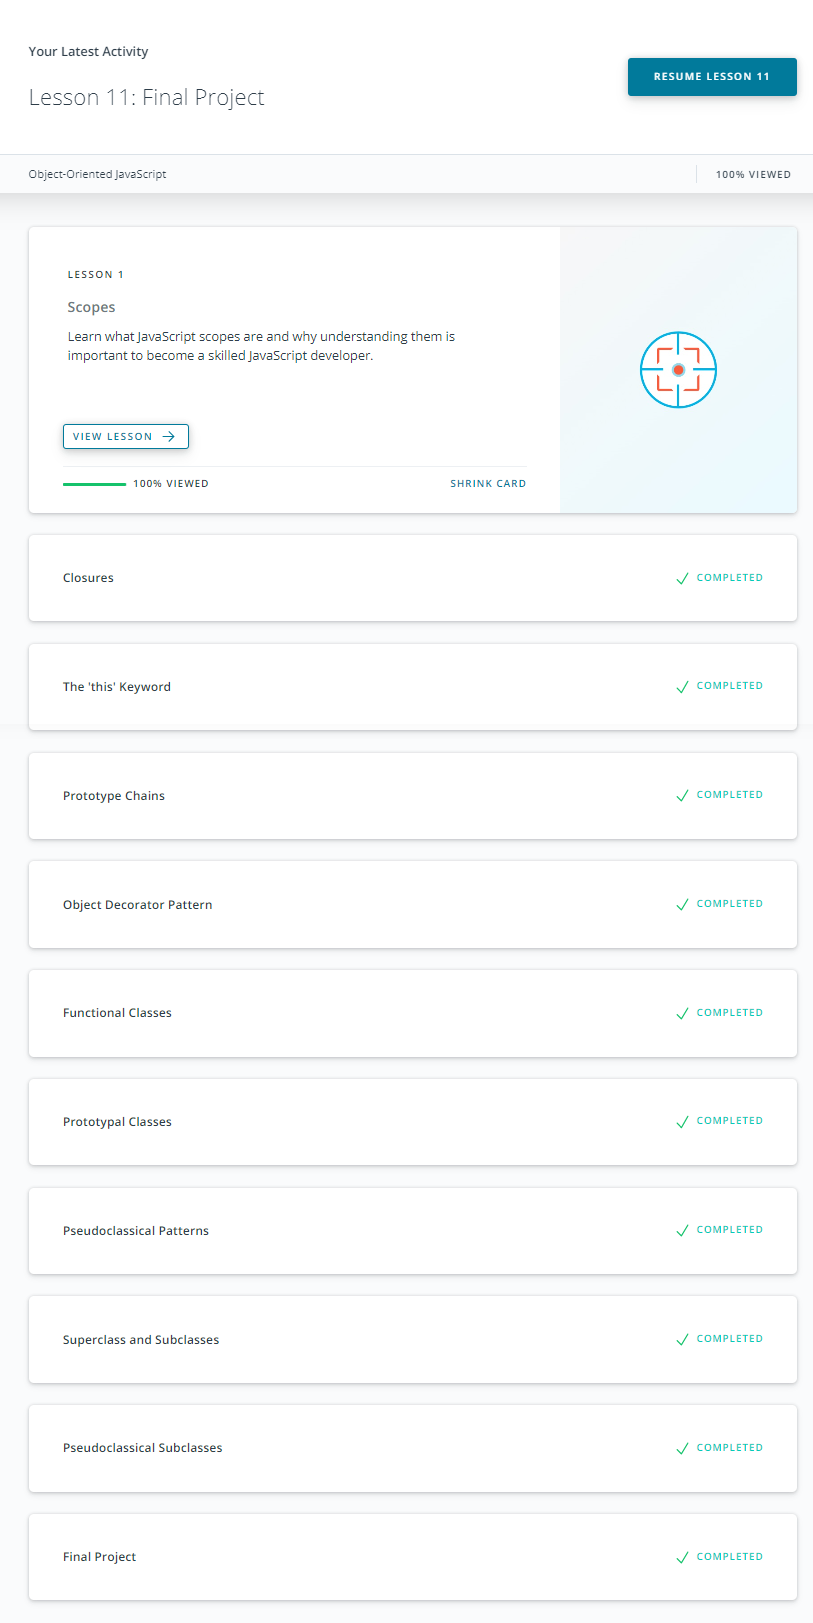 Your Latest Activity
RESUME LESSON 11
Lesson 11: Final Project
Object-Oriented JavaScript
100% VIEWED
LESSON 1
Scopes
Learn what JavaScript scopes are and why understanding them is
important to become a skilled JavaScript developer.
VIEW LESSON
100% VIEWED
SHRINK CARD
Closures
COMPLETED
The 'this' Keyword
COMPLETED
Prototype Chains
COMPLETED
Object Decorator Pattern
COMPLETED
Functional Classes
COMPLETED
Prototypal Classes
COMPLETED
Pseudoclassical Patterns
COMPLETED
Superclass and Subclasses
COMPLETED
Pseudoclassical Subclasses
COMPLETED
Final Project
COMPLETED